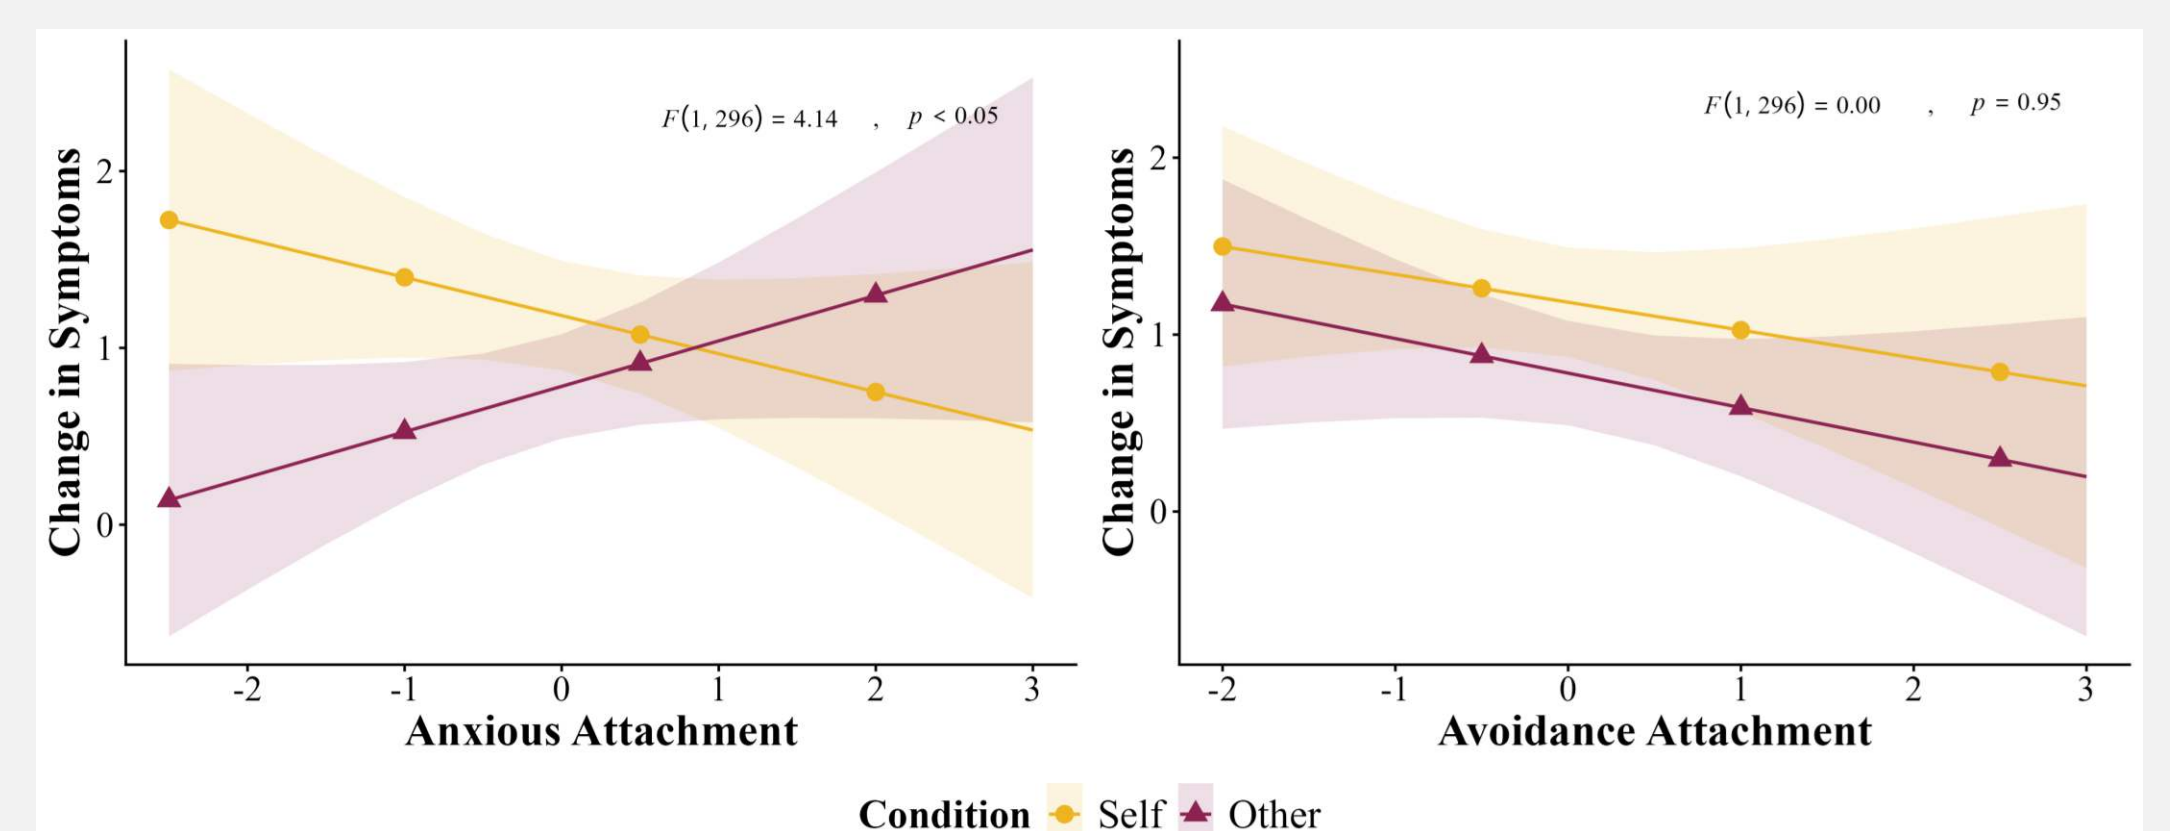 F(1, 296) = 4.14 , p < 0.05
Change in Symptoms
2
1
0
-2 -1 0 1 2 3
Anxious Attachment
F(1, 296) = 0.00 , p = 0.95
Change in Symptoms
2
1
0
-2 -1 0 1 2 3
Avoidance Attachment
Condition Self Other